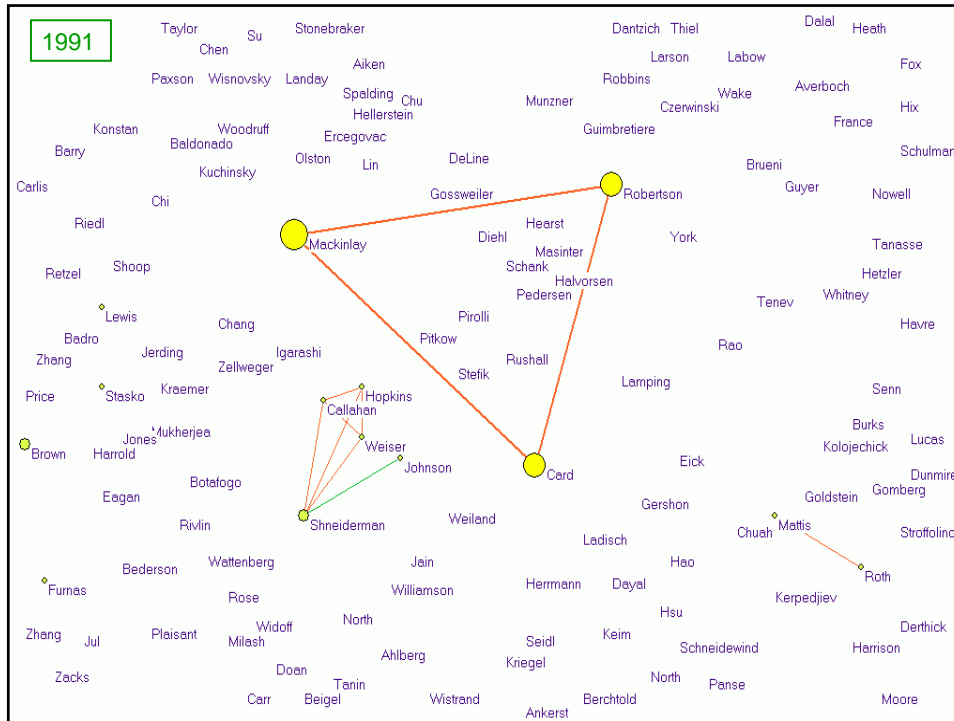 1991
Taylor
Su
Stonebraker
Dantzich
Thiel
Dalal
Heath
Chen
Aiken
Larson
Labow
Fox
Paxson
Wisnovsky
Landay
Robbins
Averboch
Spalding
Chu
Munzner
Wake
Hix
Hellerstein
Czerwinski
France
Konstan
Woodruff
Ercegovac
Guimbretiere
Barry
Baldonado
Schulman
Olston
Lin
DeLine
Brueni
Kuchinsky
Carlis
Gossweiler
Robertson
Guyer
Nowell
Chi
Riedl
Hearst
Mackinlay
Diehl
York
Tanasse
Masinter
Shoop
Schank
Retzel
Halvorsen
Hetzler
Pedersen
Whitney
Tenev
Lewis
Pirolli
Chang
Havre
Badro
Pitkow
Rao
Jerding
Igarashi
Zhang
Rushall
Zellweger
Stefik
Lamping
Kraemer
Senn
Price
Stasko
Hopkins
Callahan
Burks
Mukherjea
Jones
Weiser
Kolojechick
Lucas
Brown
Harrold
Johnson
Card
Eick
Dunmire
Botafogo
Gomberg
Eagan
Goldstein
Gershon
Shneiderman
Weiland
Rivlin
Mattis
Chuah
Stroffolino
Ladisch
Wattenberg
Jain
Hao
Bederson
Roth
Furnas
Williamson
Herrmann
Dayal
Rose
Kerpedjiev
Hsu
North
Widoff
Derthick
Zhang
Jul
Plaisant
Milash
Seidl
Keim
Schneidewind
Harrison
Ahlberg
Kriegel
Doan
Zacks
Tanin
North
Panse
Carr
Beigel
Wistrand
Berchtold
Moore
Ankerst